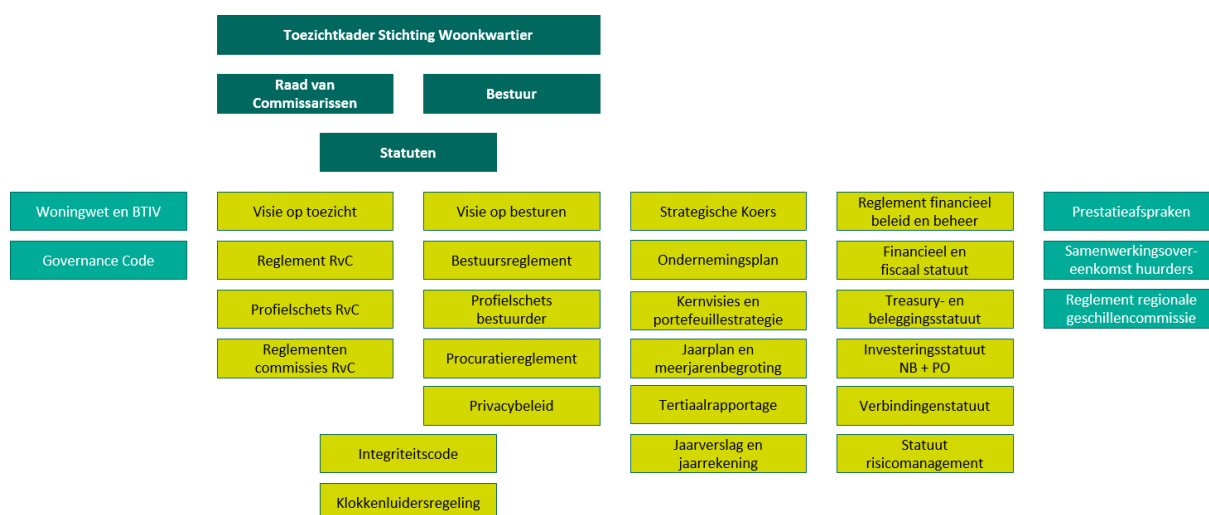 Toezichtkader Stichting Woonkwartier
Raad van
Commissarissen
Bestuur
Statuten
Woningwet en BTIV
Governance Code
Visie op toezicht
Reglement RvC
Profielschets RvC
Reglementen
commissies RvC
Visie op besturen
Bestuursreglement
Profielschets
bestuurder
Procuratiereglement
Privacybeleid
Integriteitscode
Klokkenluidersregeling
Strategische Koers
Ondernemingsplan
Kernvisies en
portefeuillestrategie
Jaarplan en
meerjarenbegroting
Tertiaalrapportage
Jaarverslag en
jaarrekening
Reglement financieel
beleid en beheer
Financieel en
fiscaal statuut
Treasury- en
beleggingsstatuut
Investeringsstatuut
NB + PO
Verbindingenstatuut
Statuut
risicomanagement
Prestatieafspraken
Samenwerkingsover-
eenkomst huurders
Reglement regionale
geschillencommissie